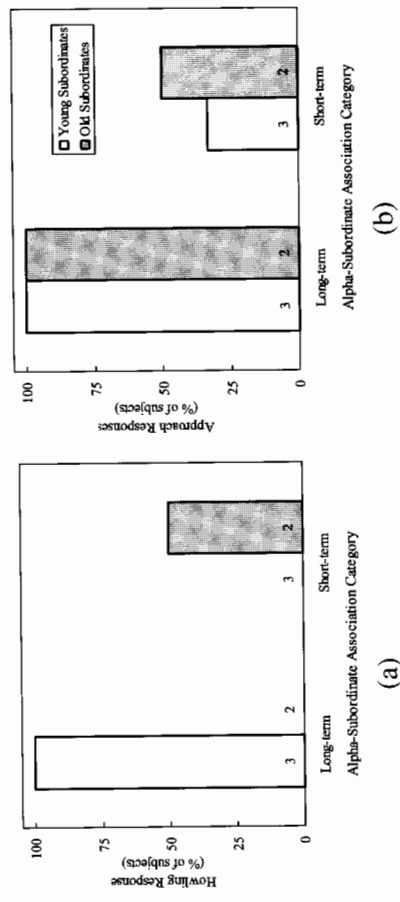 Howling Response
(% of subjects)
100
75
50
25
0
3
2
3
2
Long-term
Short-term
Alpha-Subordinate Association Category
(a)
Approach Responses
(% of subjects)
100
75
50
25
0
Young Subordinates
Old Subordinates
3
2
3
2
Long-term
Short-term
Alpha-Subordinate Association Category
(b)